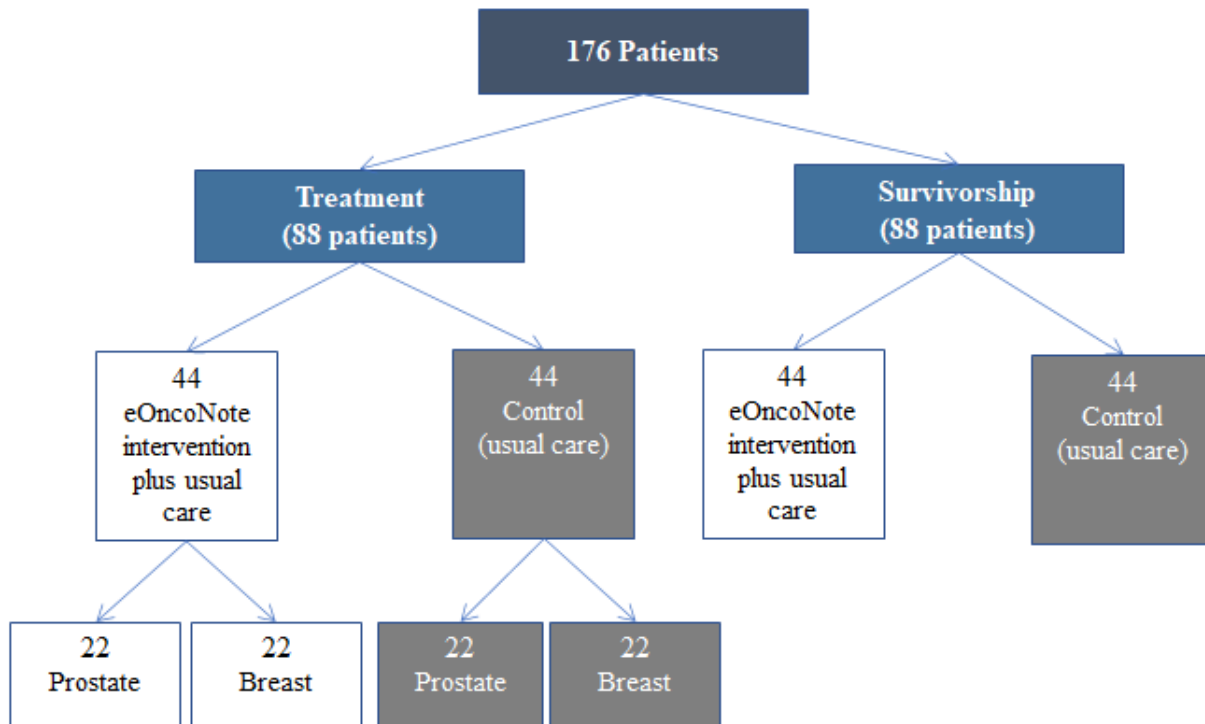 176 Patients
Treatment
(88 patients)
Survivorship
(88 patients)
44
eOncoNote
intervention
plus usual
care
44
Control
(usual care)
44
eOncoNote
intervention
plus usual
care
44
Control
(usual care)
22
Prostate
22
Breast
22
Prostate
22
Breast